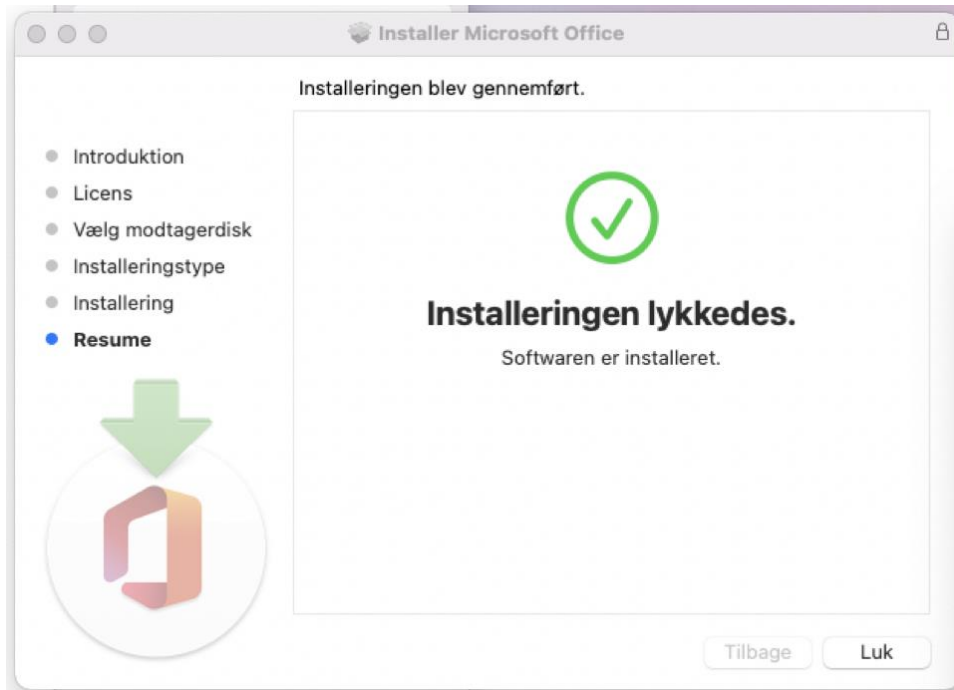 Installer Microsoft Office
Installeringen blev gennemført.
Introduktion
Licens
Vælg modtagerdisk
Installeringstype
Installering
Resume
Installeringen lykkedes.
Softwaren er installeret.
Tilbage
Luk